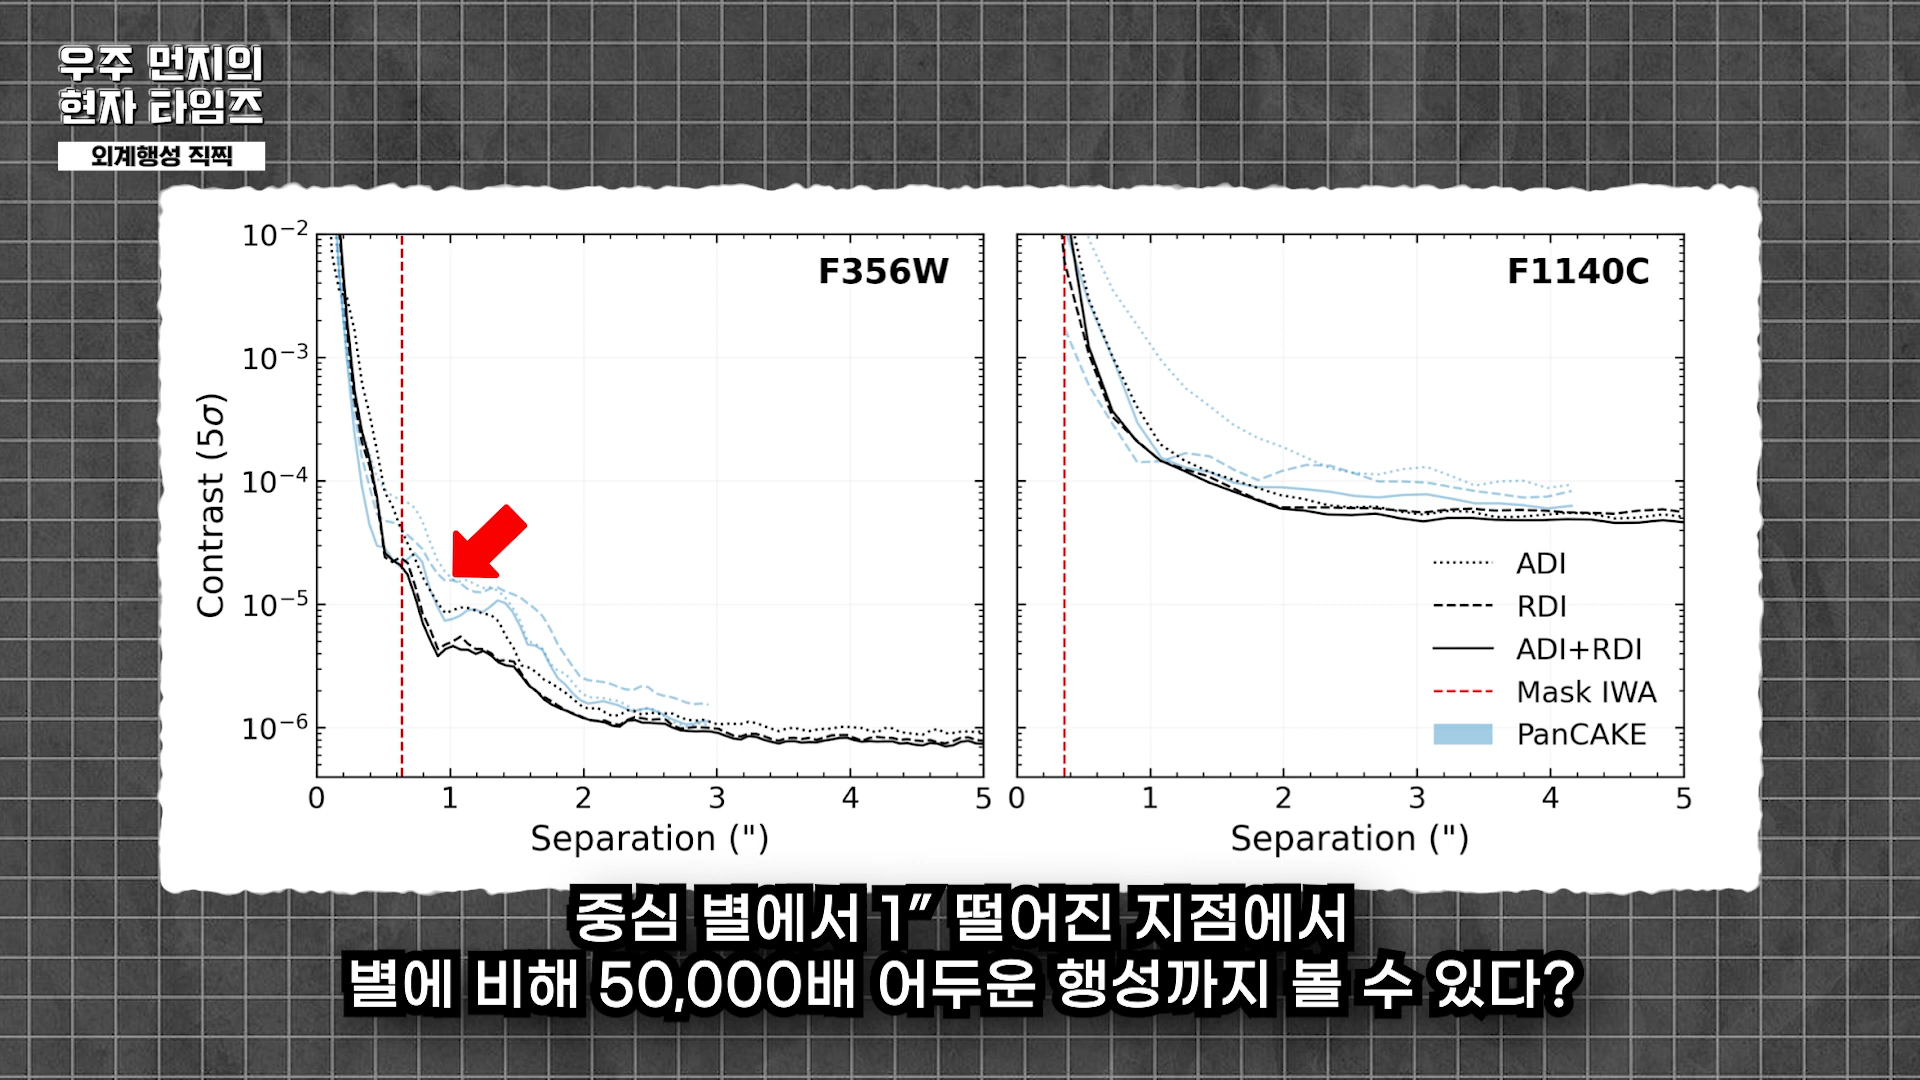 우주 먼지의
현자 타임즈
외계행성 직찍
Contrast (5σ)
10⁻²
10⁻³
10⁻⁴
10⁻⁵
10⁻⁶
F356W
0 1 2 3 4 5
Separation (")
F1140C
ADI
RDI
ADI+RDI
Mask IWA
PanCAKE
0 1 2 3 4 5
Separation (")
중심 별에서 1″ 떨어진 지점에서
별에 비해 50,000배 어두운 행성까지 볼 수 있다?